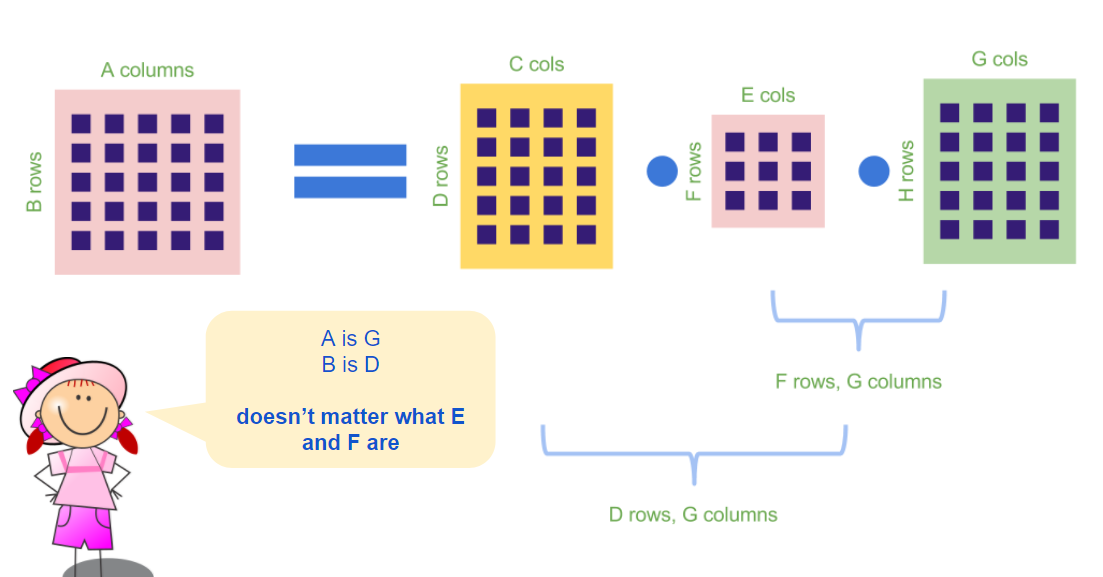 A columns
B rows
C cols
D rows
E cols
F rows
G cols
H rows
A is G
B is D
doesn’t matter what E
and F are
F rows, G columns
D rows, G columns